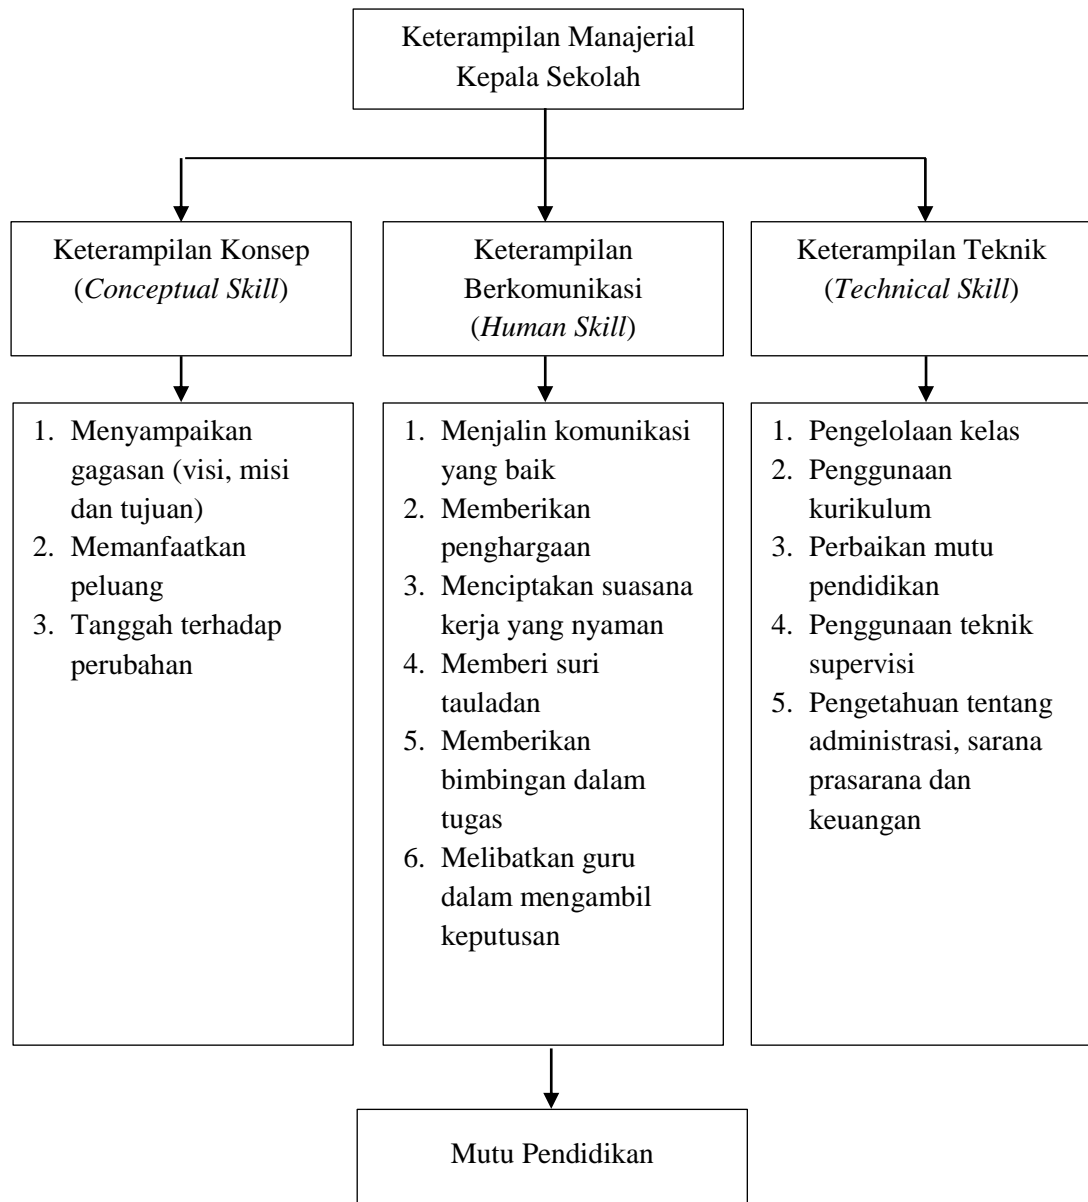 Keterampilan Manajerial
Kepala Sekolah
Keterampilan Konsep
(Conceptual Skill)
Keterampilan
Berkomunikasi
(Human Skill)
Keterampilan Teknik
(Technical Skill)
1. Menyampaikan
gagasan (visi, misi
dan tujuan)
2. Memanfaatkan
peluang
3. Tanggah terhadap
perubahan
1. Menjalin komunikasi
yang baik
2. Memberikan
penghargaan
3. Menciptakan suasana
kerja yang nyaman
4. Memberi suri
tauladan
5. Memberikan
bimbingan dalam
tugas
6. Melibatkan guru
dalam mengambil
keputusan
1. Pengelolaan kelas
2. Penggunaan
kurikulum
3. Perbaikan mutu
pendidikan
4. Penggunaan teknik
supervisi
5. Pengetahuan tentang
administrasi, sarana
prasarana dan
keuangan
Mutu Pendidikan